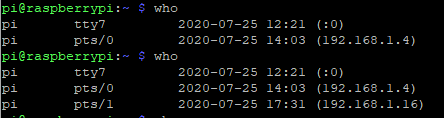 pi@raspberrypi:~ $ who
pi       tty7         2020-07-25 12:21 (:0)
pi       pts/0        2020-07-25 14:03 (192.168.1.4)
pi@raspberrypi:~ $ who
pi       tty7         2020-07-25 12:21 (:0)
pi       pts/0        2020-07-25 14:03 (192.168.1.4)
pi       pts/1        2020-07-25 17:31 (192.168.1.16)